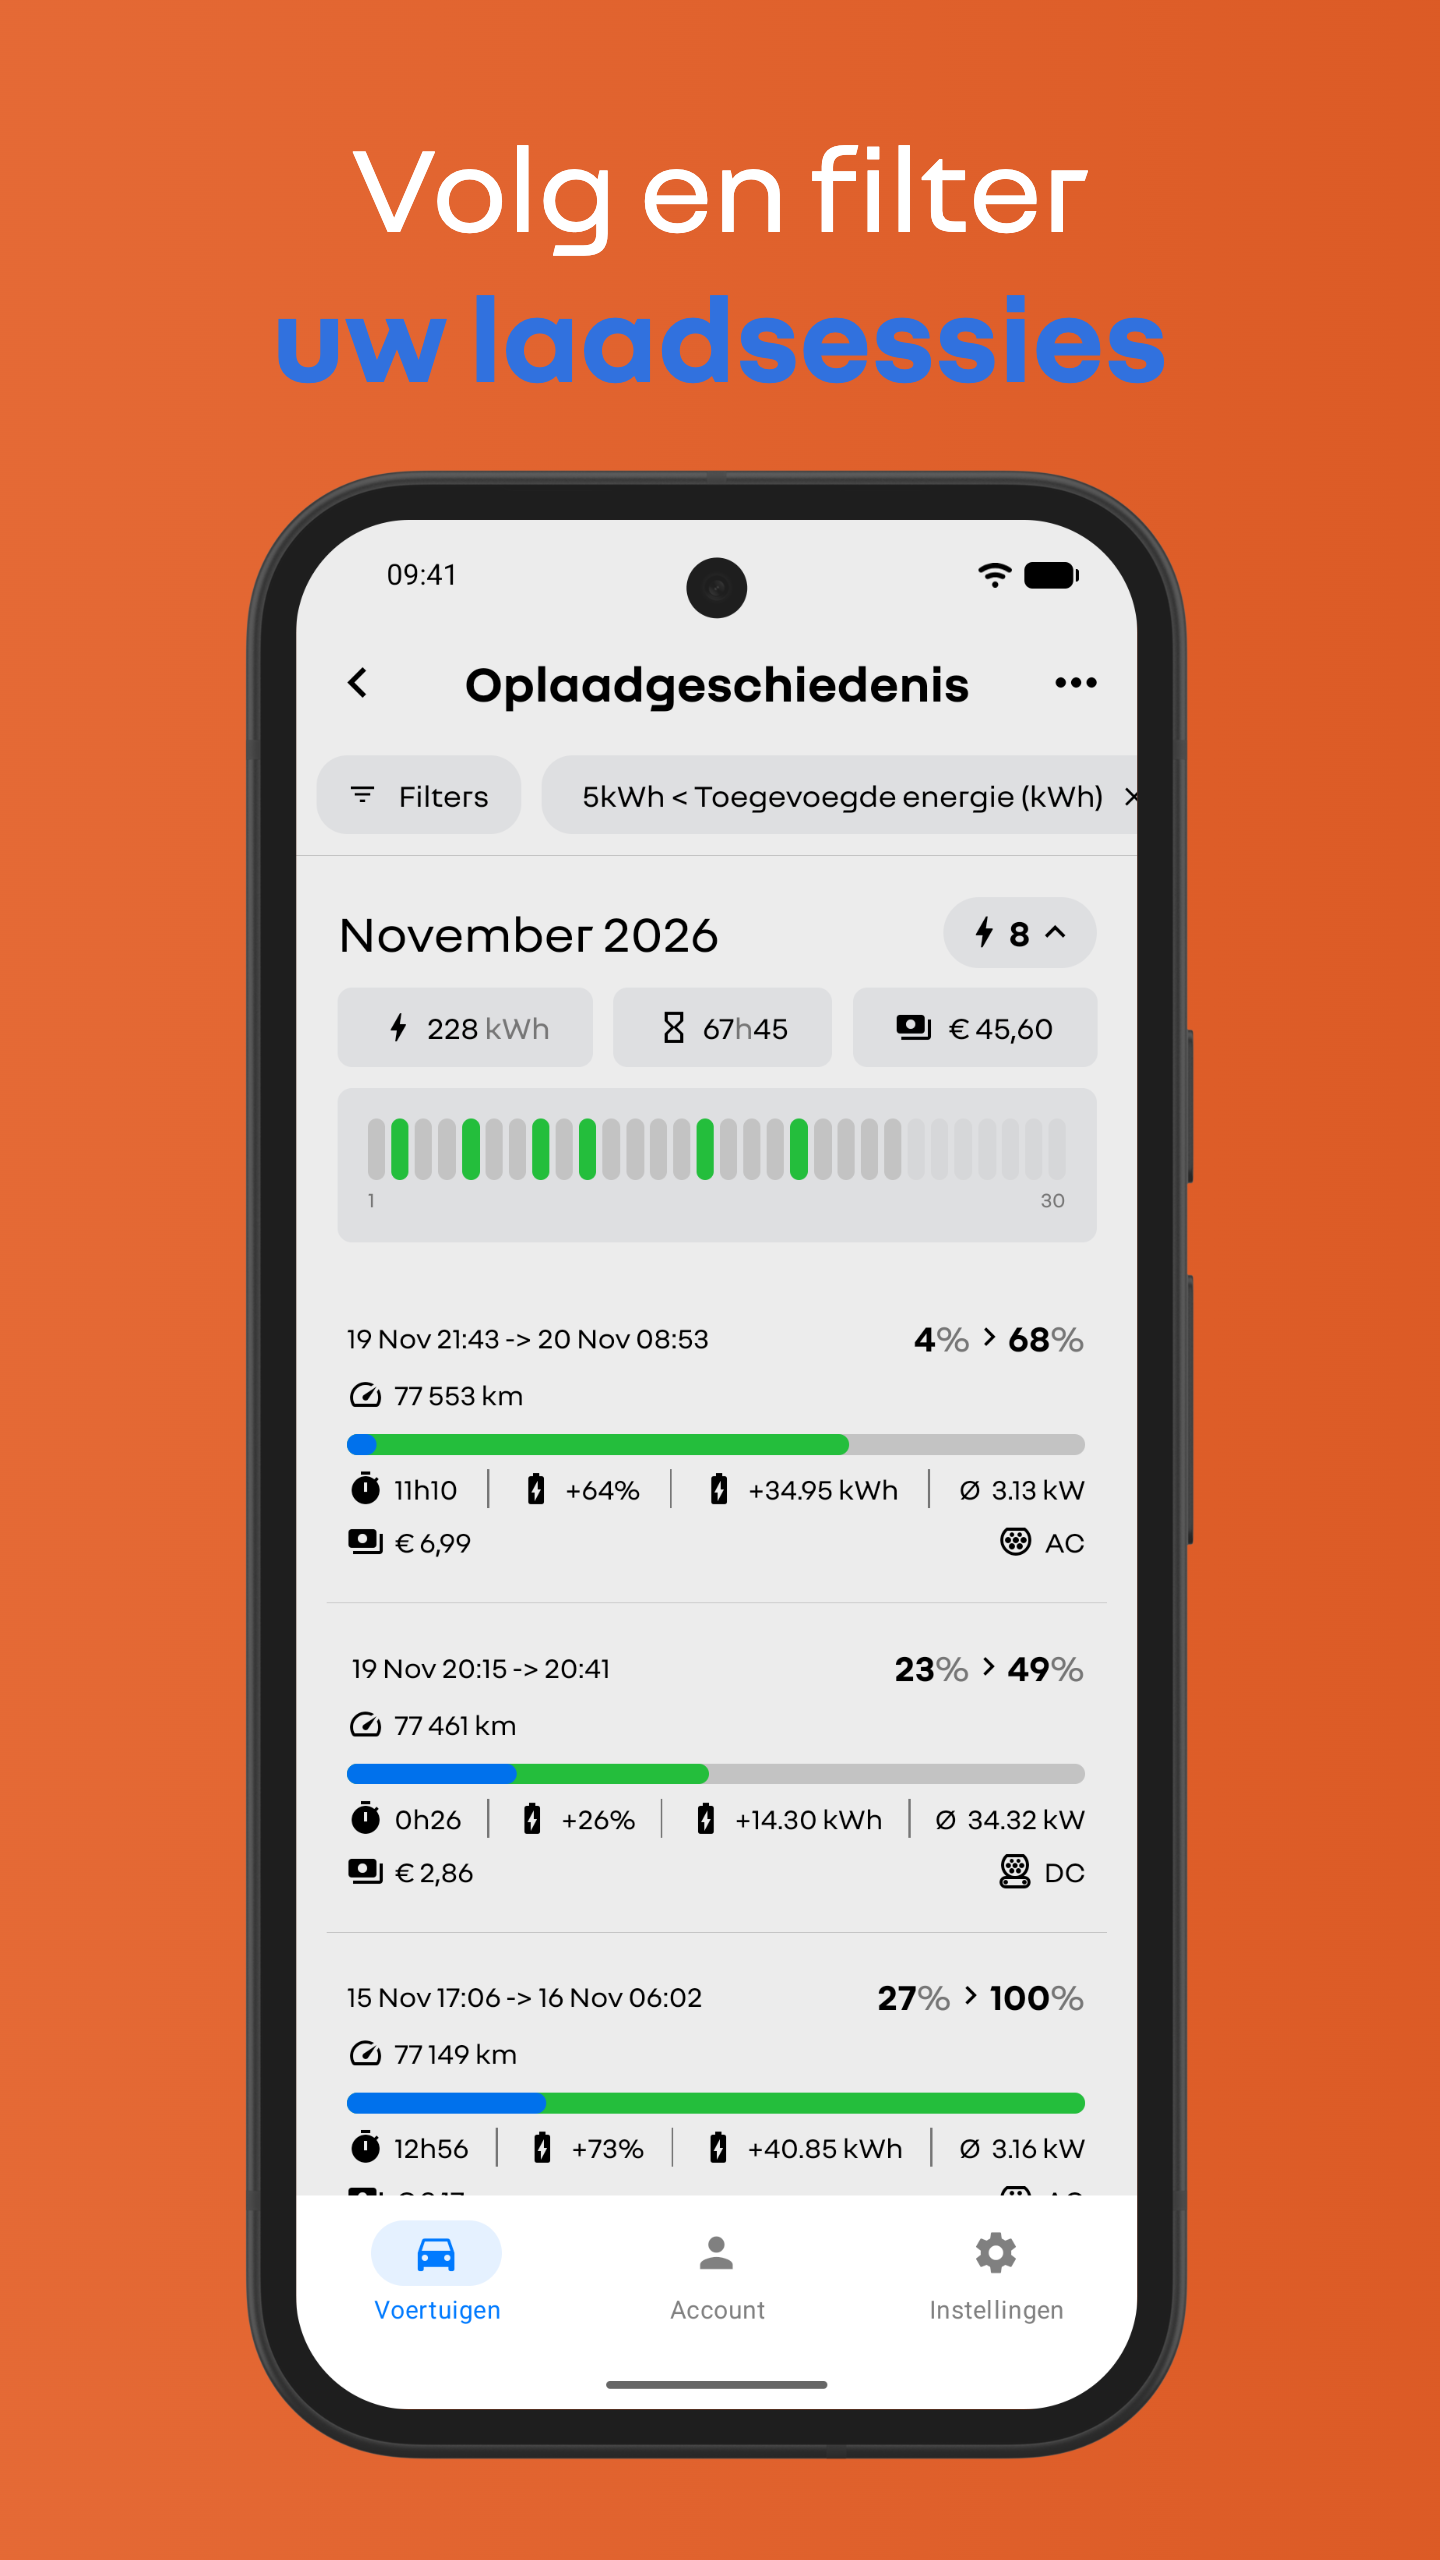 Volg en filter
uw laadsessies
09:41
Oplaadgeschiedenis
Filters
5kWh < Toegevoegde energie (kWh)
November 2026
8
228 kWh
67h45
€ 45,60
1
30
19 Nov 21:43 -> 20 Nov 08:53
4% > 68%
77 553 km
11h10
+64%
+34.95 kWh
Ø 3.13 kW
€ 6,99
AC
19 Nov 20:15 -> 20:41
23% > 49%
77 461 km
0h26
+26%
+14.30 kWh
Ø 34.32 kW
€ 2,86
DC
15 Nov 17:06 -> 16 Nov 06:02
27% > 100%
77 149 km
12h56
+73%
+40.85 kWh
Ø 3.16 kW
Voertuigen
Account
Instellingen